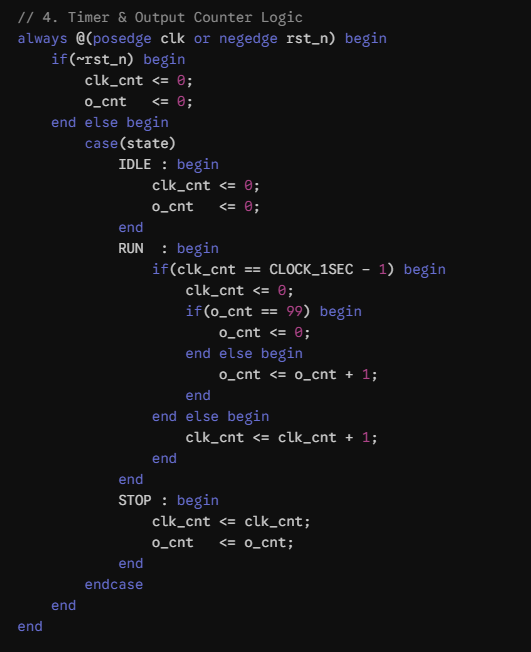 // 4. Timer & Output Counter Logic
always @(posedge clk or negedge rst_n) begin
    if(~rst_n) begin
        clk_cnt <= 0;
        o_cnt   <= 0;
    end else begin
        case(state)
            IDLE : begin
                clk_cnt <= 0;
                o_cnt   <= 0;
            end
            RUN  : begin
                if(clk_cnt == CLOCK_1SEC - 1) begin
                    clk_cnt <= 0;
                    if(o_cnt == 99) begin
                        o_cnt <= 0;
                    end else begin
                        o_cnt <= o_cnt + 1;
                    end
                end else begin
                    clk_cnt <= clk_cnt + 1;
                end
            end
            STOP : begin
                clk_cnt <= clk_cnt;
                o_cnt   <= o_cnt;
            end
        endcase
    end
end